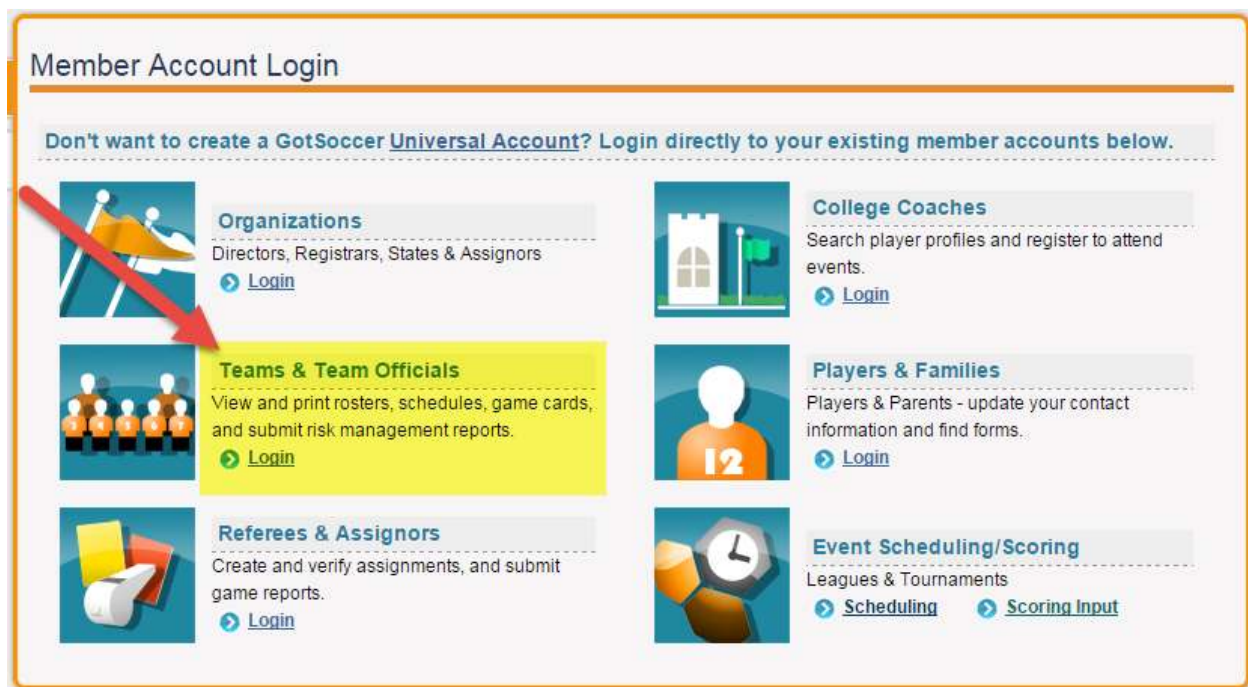 Member Account Login
Don't want to create a GotSoccer Universal Account? Login directly to your existing member accounts below.
Organizations
Directors, Registrars, States & Assignors
Login
College Coaches
Search player profiles and register to attend
events.
Login
Teams & Team Officials
View and print rosters, schedules, game cards,
and submit risk management reports.
Login
Players & Families
Players & Parents - update your contact
information and find forms.
Login
12
Referees & Assignors
Create and verify assignments, and submit
game reports.
Login
Event Scheduling/Scoring
Leagues & Tournaments
Scheduling
Scoring Input